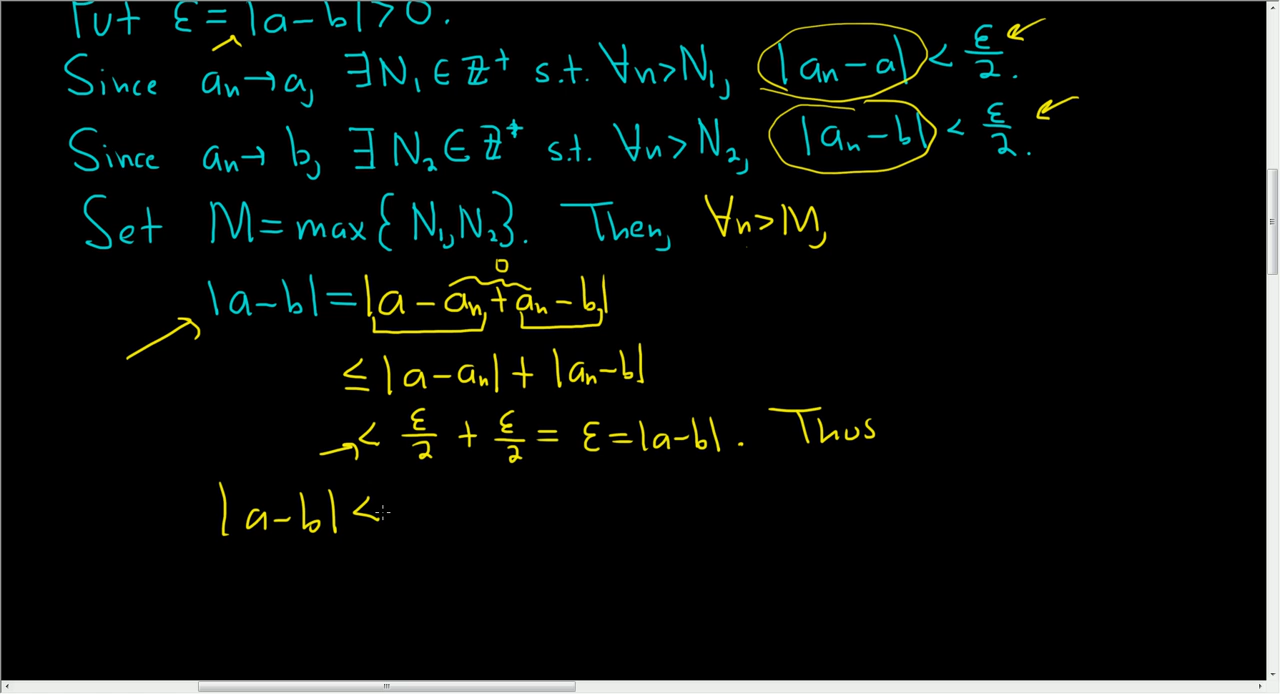 Put ε = |a - b| > 0.
Since aₙ → a, ∃ N₁ ∈ ℤ⁺ s.t. ∀n > N₁, |aₙ - a| < ε/2.
Since aₙ → b, ∃ N₂ ∈ ℤ⁺ s.t. ∀n > N₂, |aₙ - b| < ε/2.
Set M = max{ N₁, N₂}. Then, ∀n > M,
0
|a - b| = |a - aₙ + aₙ - b|
≤ |a - aₙ| + |aₙ - b|
< ε/2 + ε/2 = ε = |a - b|. Thus
|a - b| <